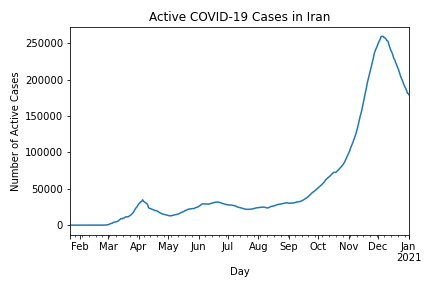 Active COVID-19 Cases in Iran
Number of Active Cases
250000
200000
150000
100000
50000
0
Feb Mar Apr May Jun Jul Aug Sep Oct Nov Dec Jan
2021
Day